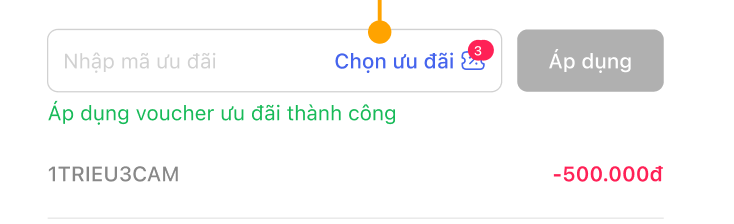 Nhập mã ưu đãi Chọn ưu đãi 3 Áp dụng
Áp dụng voucher ưu đãi thành công
1TRIEU3CAM -500.000đ